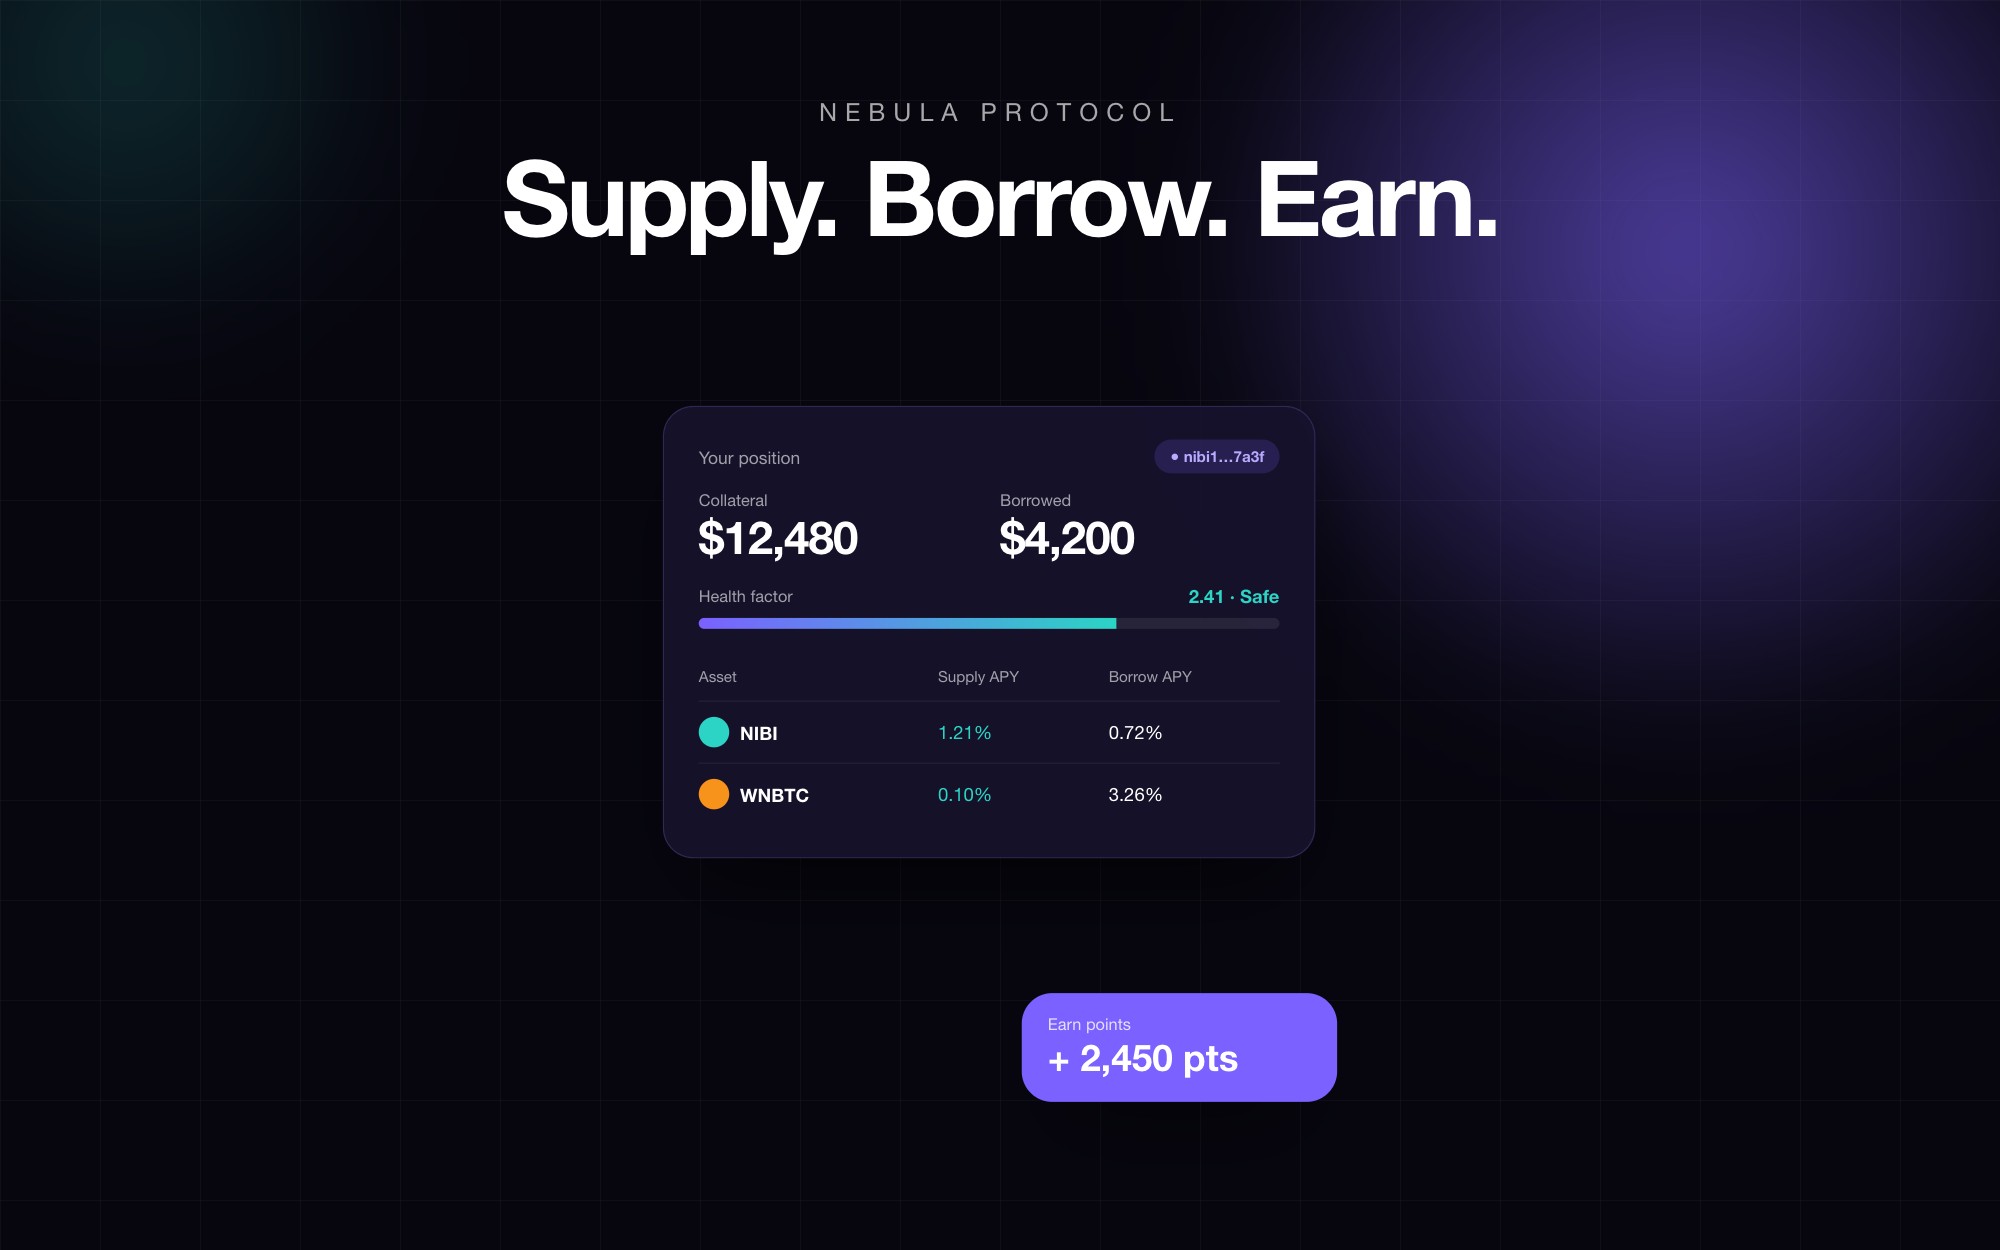 NEBULA PROTOCOL
Supply. Borrow. Earn.
Your position
• nibi1...7a3f
Collateral
Borrowed
$12,480
$4,200
Health factor
2.41 · Safe
Asset
Supply APY
Borrow APY
NIBI
1.21%
0.72%
WNBTC
0.10%
3.26%
Earn points
+ 2,450 pts